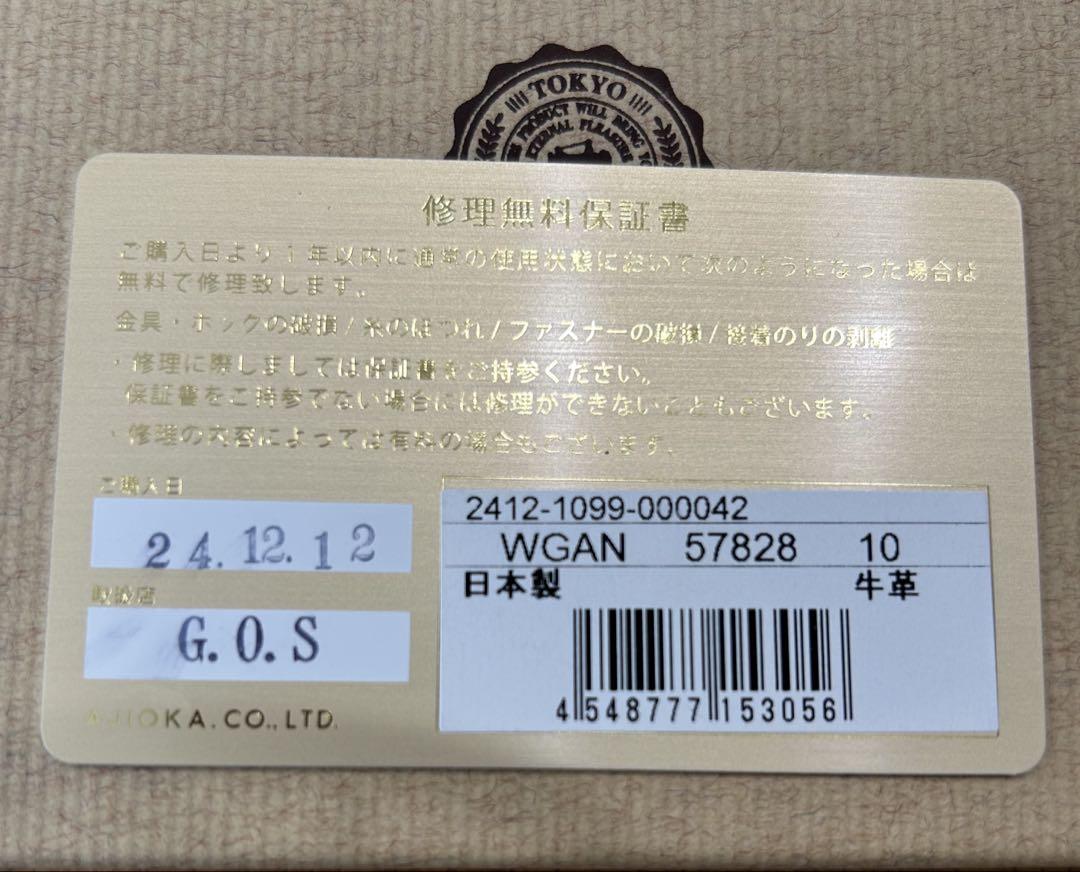 TOKYO
PRODUCT WILL BRING
ETERNAL PLEASURE
修理無料保証書
ご購入日より1年以内に通常の使用状態において次のようになった場合は
無料で修理致します。
金具・ホックの破損/糸のほつれ/ファスナーの破損/接着のりの剥離
・修理に際しましては保証書をご持参ください。
保証書をご持参でない場合には修理ができないこともございます。
・修理の内容によっては有料の場合もございます。
ご購入日
24.12.12
取扱店
G.O.S
AJIOKA.CO.,LTD.
2412-1099-000042
WGAN 57828 10
日本製 牛革
4548777153056